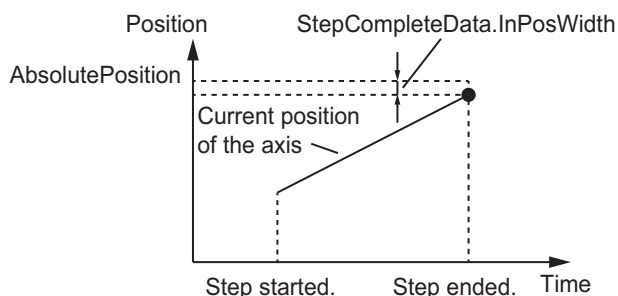 Position
StepCompleteData.InPosWidth
AbsolutePosition
Current position
of the axis
Step started.
Step ended.
Time